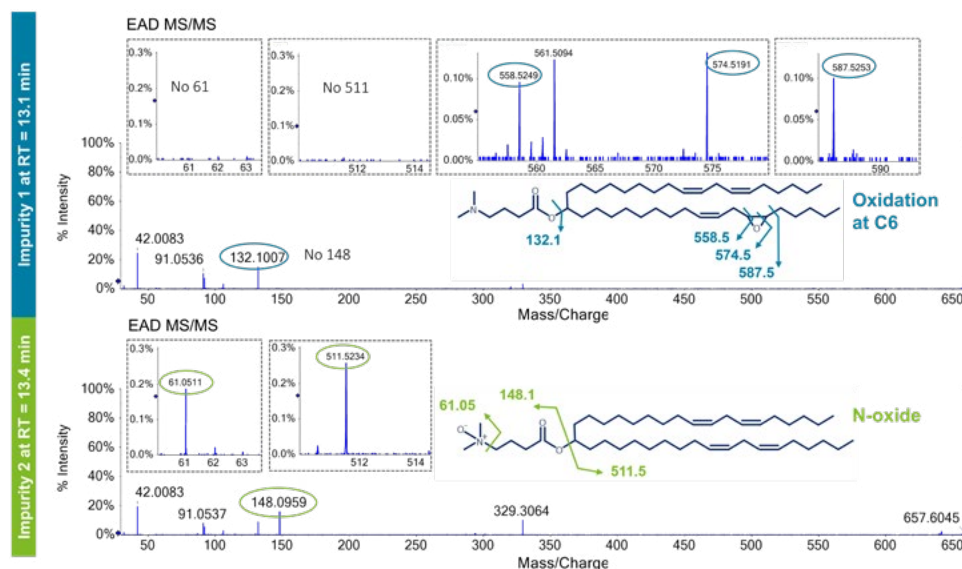 EAD MS/MS
Impurity 1 at RT = 13.1 min
% Intensity
0.3%
0.2%
0.1%
0.0%
No 61
61
62
63
0.3%
0.2%
0.1%
0.0%
No 511
512
514
0.10%
0.05%
0.00%
558.5249
561.5094
574.5191
560
565
570
575
0.10%
0.05%
0.00%
587.5253
590
100%
80%
60%
40%
20%
0%
42.0083
91.0536
132.1007
No 148
N
O
O
O
132.1
558.5
574.5
587.5
Oxidation
at C6
50 100 150 200 250 300 350 400 450 500 550 600 650
Mass/Charge
EAD MS/MS
Impurity 2 at RT = 13.4 min
% Intensity
0.3%
0.2%
0.1%
0.0%
61.0511
61
62
63
0.3%
0.2%
0.1%
0.0%
511.5234
512
514
100%
80%
60%
40%
20%
0%
42.0083
91.0537
148.0959
329.3064
657.6045
61.05
148.1
511.5
O-
N+
O
O
N-oxide
50 100 150 200 250 300 350 400 450 500 550 600 650
Mass/Charge